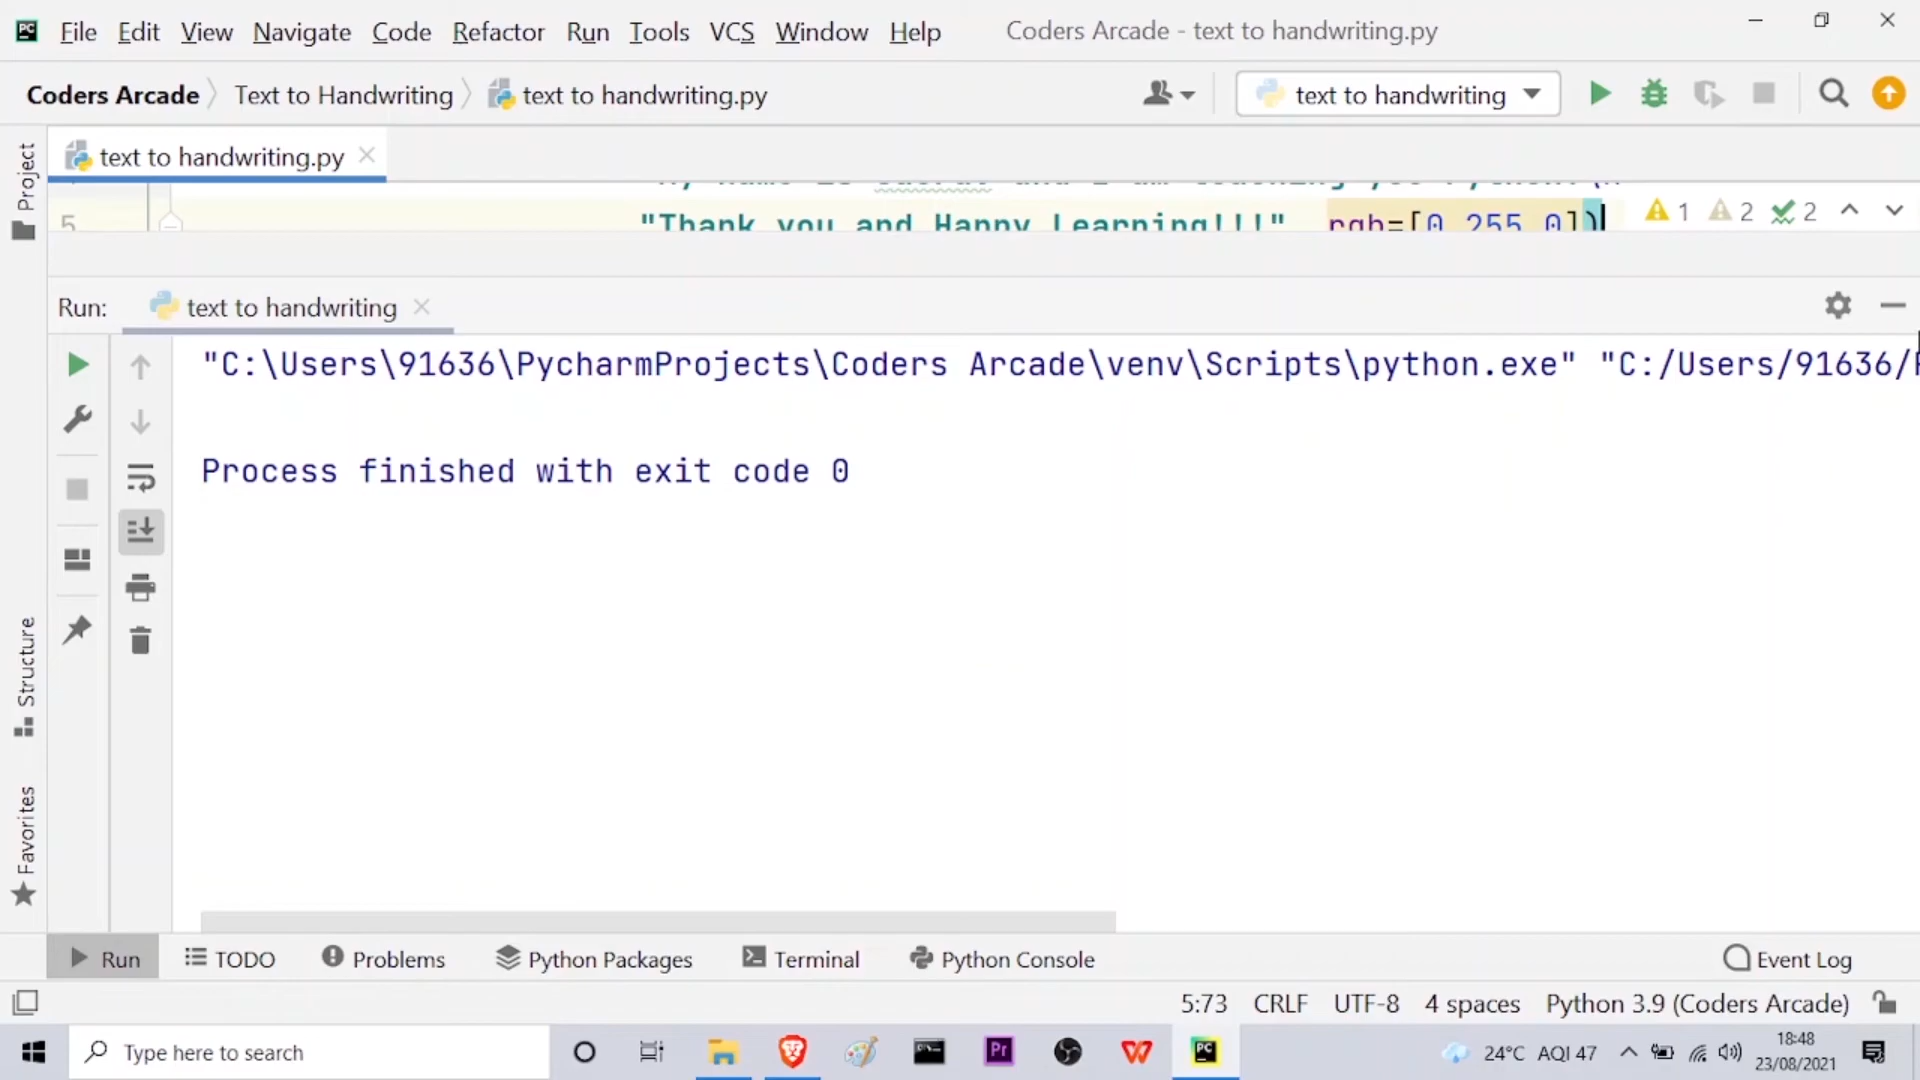 File Edit View Navigate Code Refactor Run Tools VCS Window Help Coders Arcade - text to handwriting.py
Coders Arcade Text to Handwriting text to handwriting.py text to handwriting
Project
text to handwriting.py
5 "Thank you and Happy Learning!!!" rgb=[0 255 0]) 1 2 2
Run: text to handwriting
"C:\Users\91636\PycharmProjects\Coders Arcade\venv\Scripts\python.exe" "C:/Users/91636/
Process finished with exit code 0
Structure
Favorites
Run TODO Problems Python Packages Terminal Python Console Event Log
5:73 CRLF UTF-8 4 spaces Python 3.9 (Coders Arcade)
Type here to search Pr PC 24°C AQI 47 18:48
23/08/2021